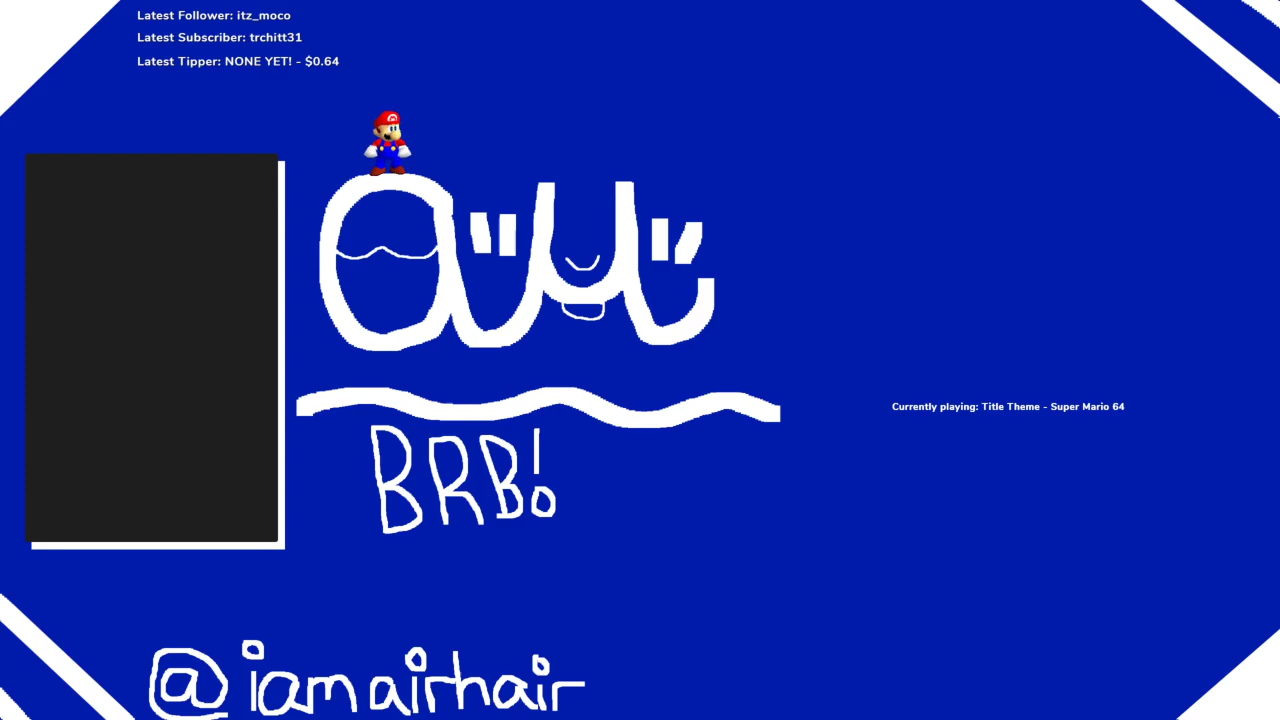 Latest Follower: itz_moco
Latest Subscriber: trchitt31
Latest Tipper: NONE YET! - $0.64
Currently playing: Title Theme - Super Mario 64
BRB!
@iamairhair